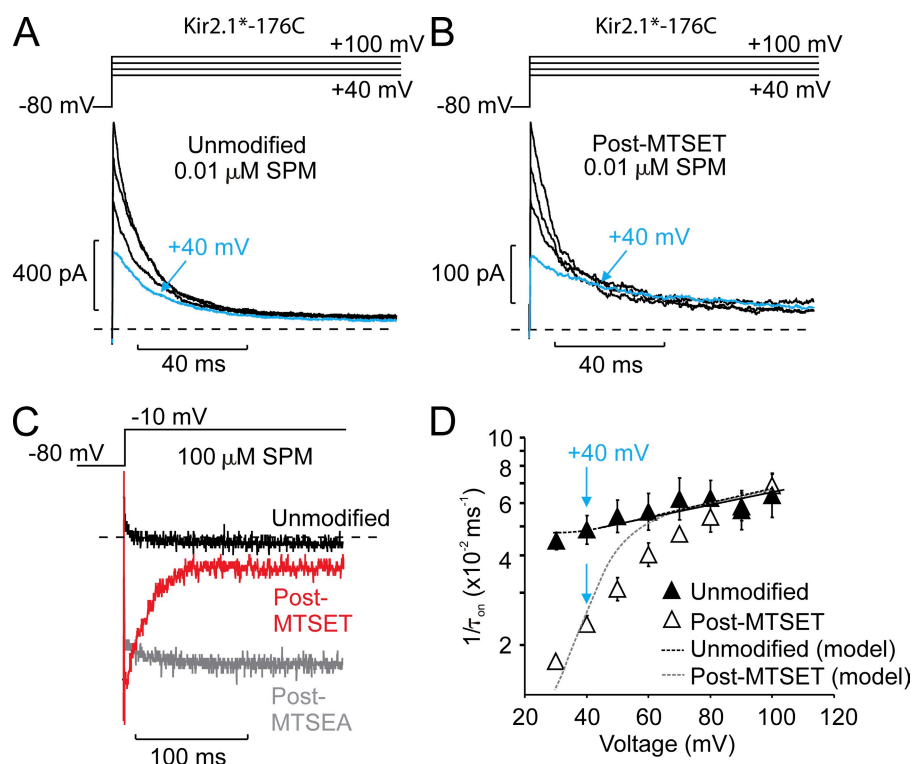 A
Kir2.1*-176C
+100 mV
+40 mV
-80 mV
Unmodified
0.01 µM SPM
+40 mV
400 pA
40 ms
B
Kir2.1*-176C
+100 mV
+40 mV
-80 mV
Post-MTSET
0.01 µM SPM
+40 mV
100 pA
40 ms
C
-10 mV
-80 mV
100 µM SPM
Unmodified
Post-
MTSET
Post-
MTSEA
100 ms
D
10
8
6
4
2
1/τon (x10-2 ms-1)
+40 mV
Unmodified
Post-MTSET
Unmodified (model)
Post-MTSET (model)
20 40 60 80 100 120
Voltage (mV)